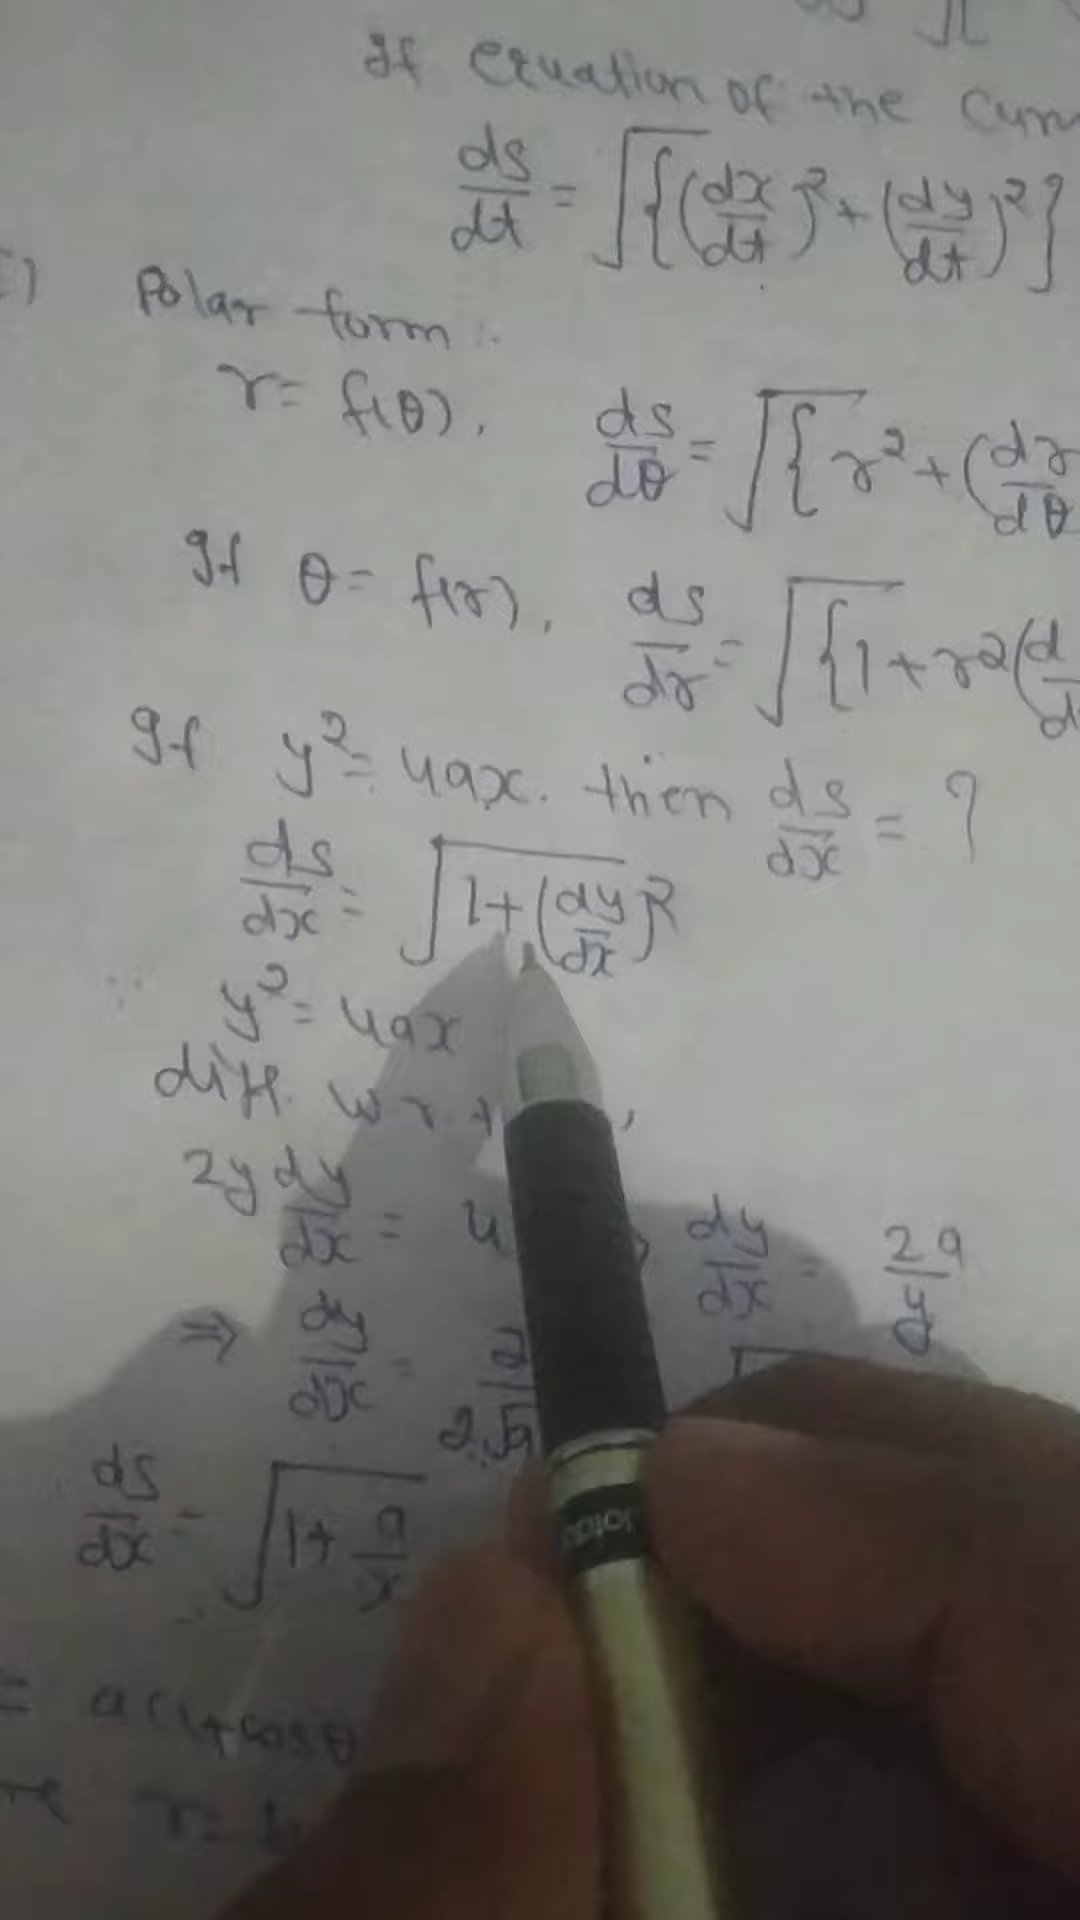 If equation of the
ds/dt = √{(dx/dt)² + (dy/dt)²}
Polar form
r = f(θ), ds/dθ = √{r² + (dr/dθ
If θ = f(r), ds/dr = √{1 + r²(d
If y² = 4ax. then ds/dx = ?
ds/dx = √1+(dy/dx)²
y² = 4ax
diff. w r t ,
2y dy/dx = 4 dy/dx = 2a/y
⇒ dy/dx = 2
ds/dx = √1 + a/x
= a(1+cosθ
r =